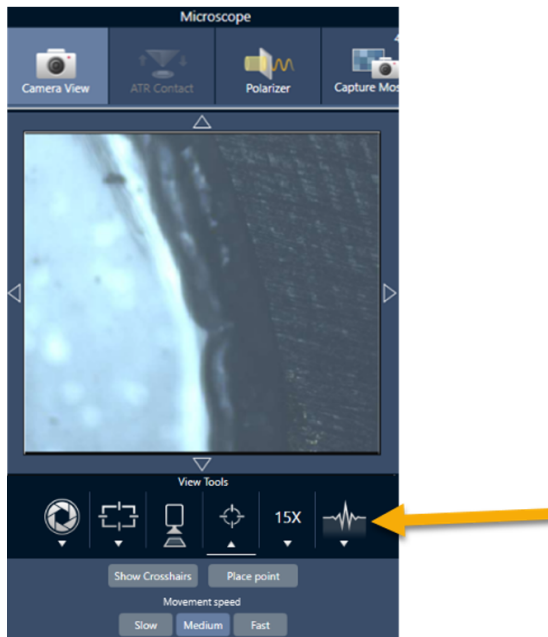 Microscope
Camera View
ATR Contact
Polarizer
Capture Mos
View Tools
15X
Show Crosshairs
Place point
Movement speed
Slow
Medium
Fast